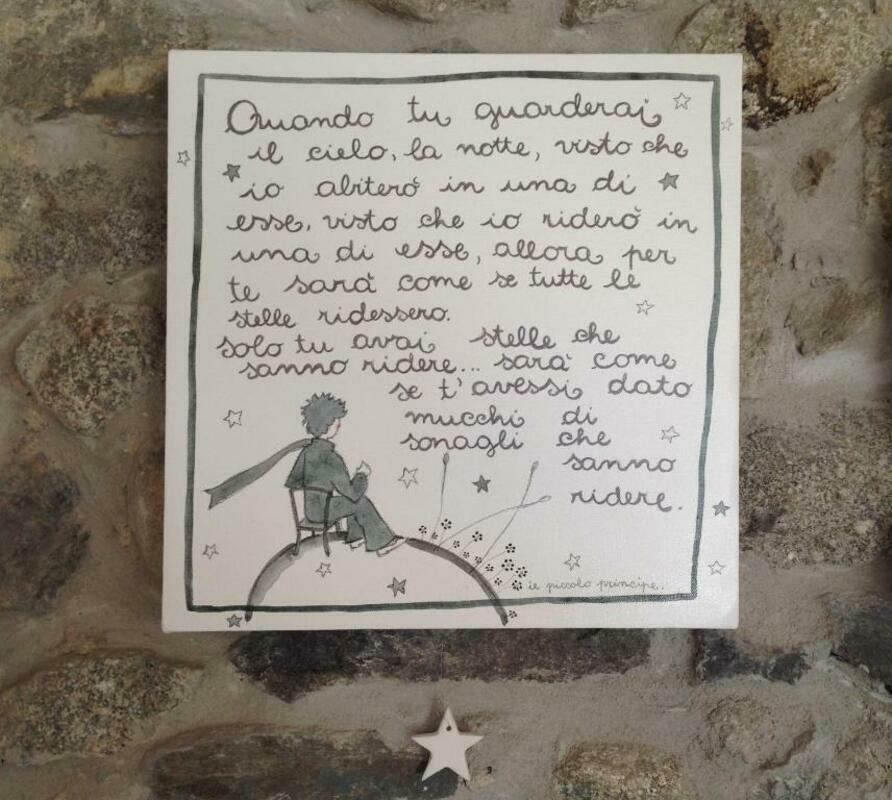 Quando tu guarderai
il cielo, la notte, visto che
io abiterò in una di
esse, visto che io riderò in
una di esse, allora per
te sarà come se tutte le
stelle ridessero.
solo tu avai stelle che
sanno ridere... sarà come
se t'avessi dato
mucchi di
sonagli che
sanno
ridere.
ie piccolo principe..